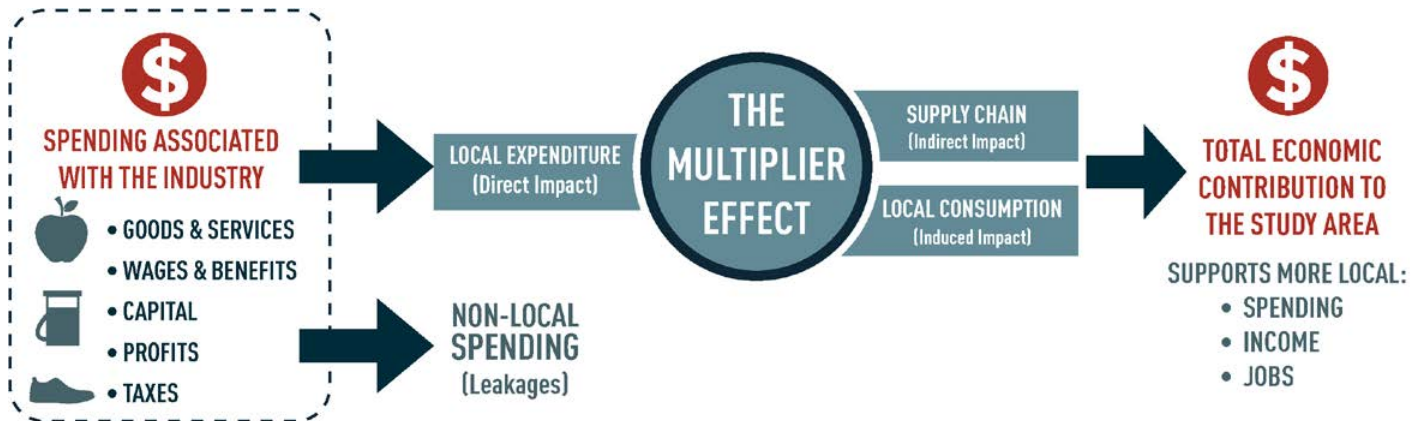 $
SPENDING ASSOCIATED
WITH THE INDUSTRY
• GOODS & SERVICES
• WAGES & BENEFITS
• CAPITAL
• PROFITS
• TAXES
LOCAL EXPENDITURE
(Direct Impact)
NON-LOCAL
SPENDING
(Leakages)
THE
MULTIPLIER
EFFECT
SUPPLY CHAIN
(Indirect Impact)
LOCAL CONSUMPTION
(Induced Impact)
$
TOTAL ECONOMIC
CONTRIBUTION TO
THE STUDY AREA
SUPPORTS MORE LOCAL:
• SPENDING
• INCOME
• JOBS